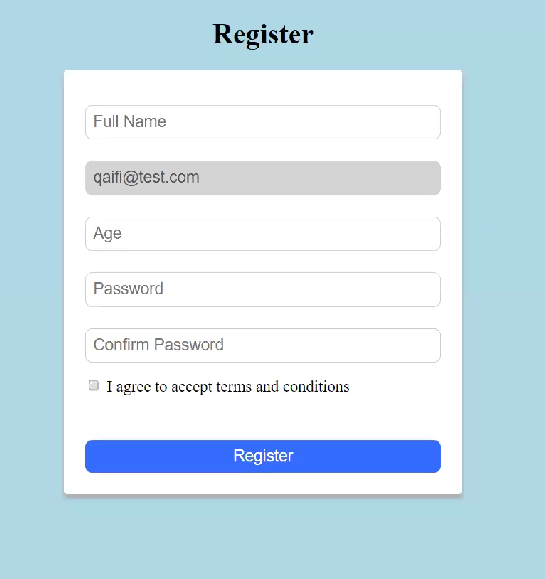 Register
Full Name
qaifi@test.com
Age
Password
Confirm Password
I agree to accept terms and conditions
Register